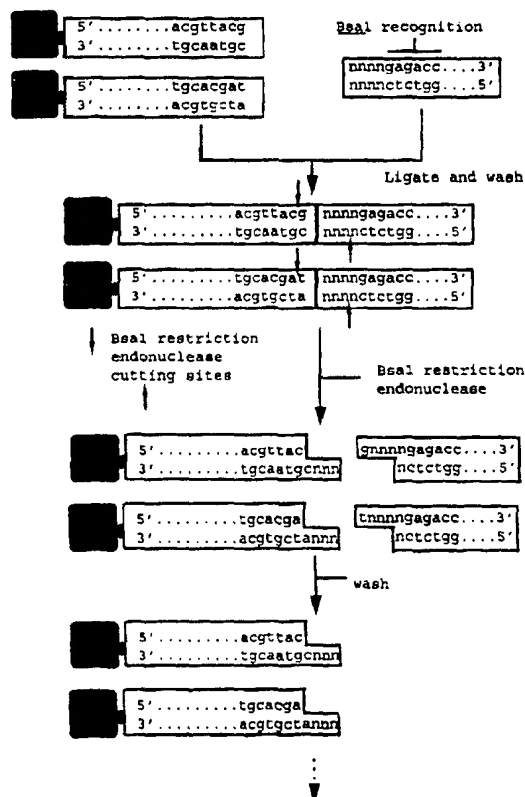 5'.........acgttacg
3' tgcaatgc
BsaI recognition
5'.........tgcacgat
3' acgtgcta
nnnngagacc....3'
nnnnctctgg....5'
Ligate and wash
5'.........acgttacg nnnngagacc....3'
3' tgcaatgc nnnnctctgg....5'
5'.........tgcacgat nnnngagacc....3'
3'.........acgtgcta nnnnctctgg....5'
BsaI restriction
endonuclease
cutting sites
BsaI restriction
endonuclease
5'.........acgttac gnnnngagacc....3'
3'.........tgcaatgcnnn nctctgg....5'
5'.........tgcacga tnnnngagacc....3'
3'.........acgtgctannn nctctgg....5'
wash
5'.........acgttac
3'.........tgcaatgcnnn
5'.........tgcacga
3'.........acgtgctannn